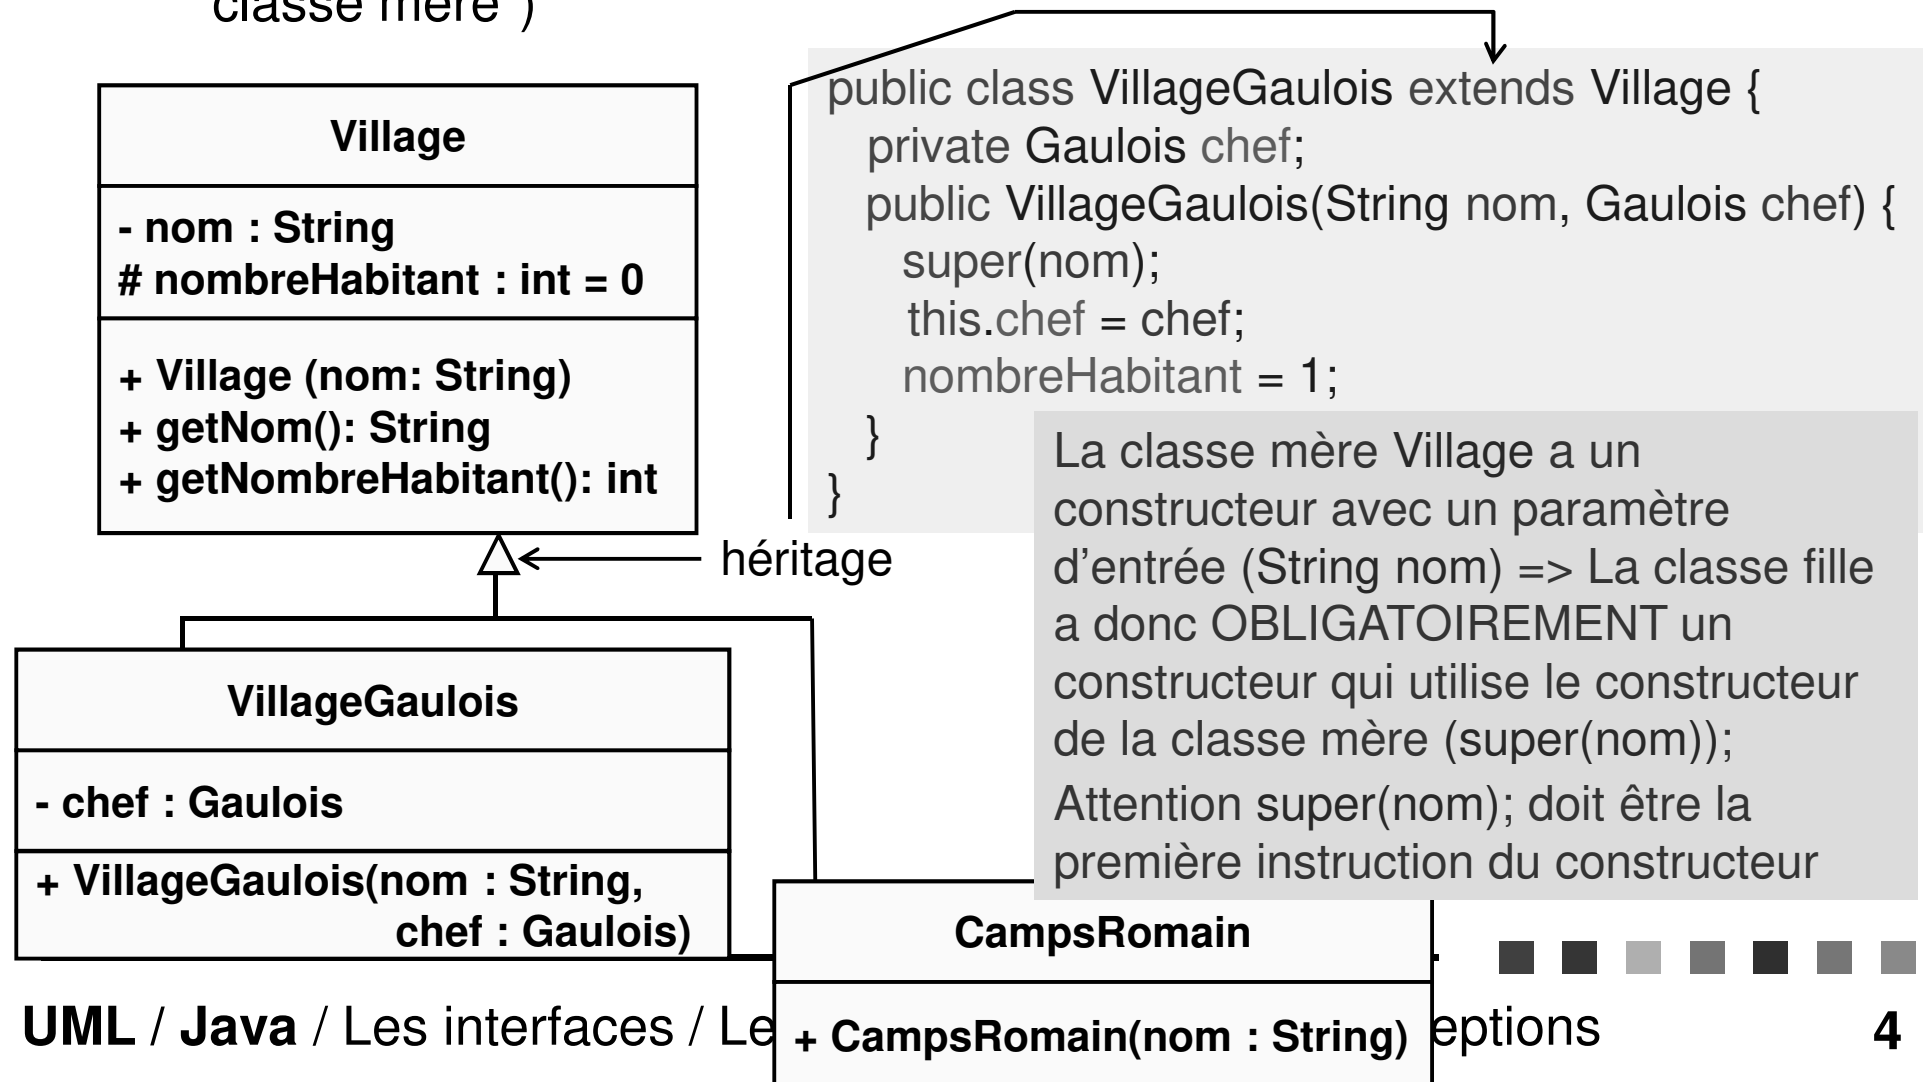 classe mère")
Village
- nom : String
# nombreHabitant : int = 0
+ Village (nom: String)
+ getNom(): String
+ getNombreHabitant(): int
public class VillageGaulois extends Village {
private Gaulois chef;
public VillageGaulois(String nom, Gaulois chef) {
super(nom);
this.chef = chef;
nombreHabitant = 1;
}
}
La classe mère Village a un
constructeur avec un paramètre
d'entrée (String nom) => La classe fille
a donc OBLIGATOIREMENT un
constructeur qui utilise le constructeur
de la classe mère (super(nom));
Attention super(nom); doit être la
première instruction du constructeur
héritage
VillageGaulois
- chef : Gaulois
+ VillageGaulois(nom : String,
chef : Gaulois)
CampsRomain
+ CampsRomain(nom : String)
UML / Java / Les interfaces / Le eptions 4